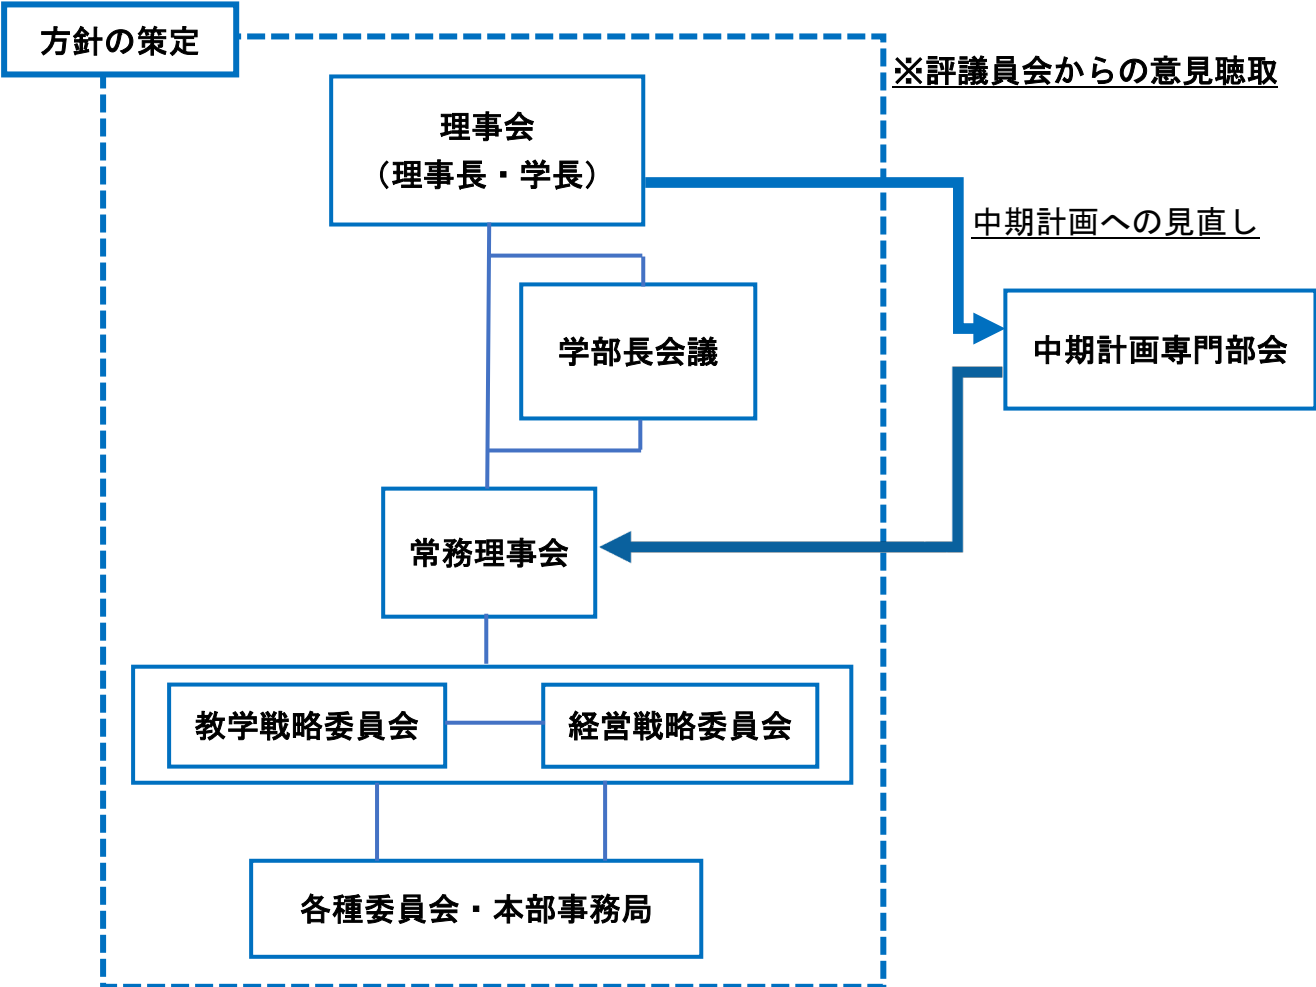 方針の策定
※評議員会からの意見聴取
理事会
（理事長・学長）
中期計画への見直し
学部長会議
中期計画専門部会
常務理事会
教学戦略委員会
経営戦略委員会
各種委員会・本部事務局